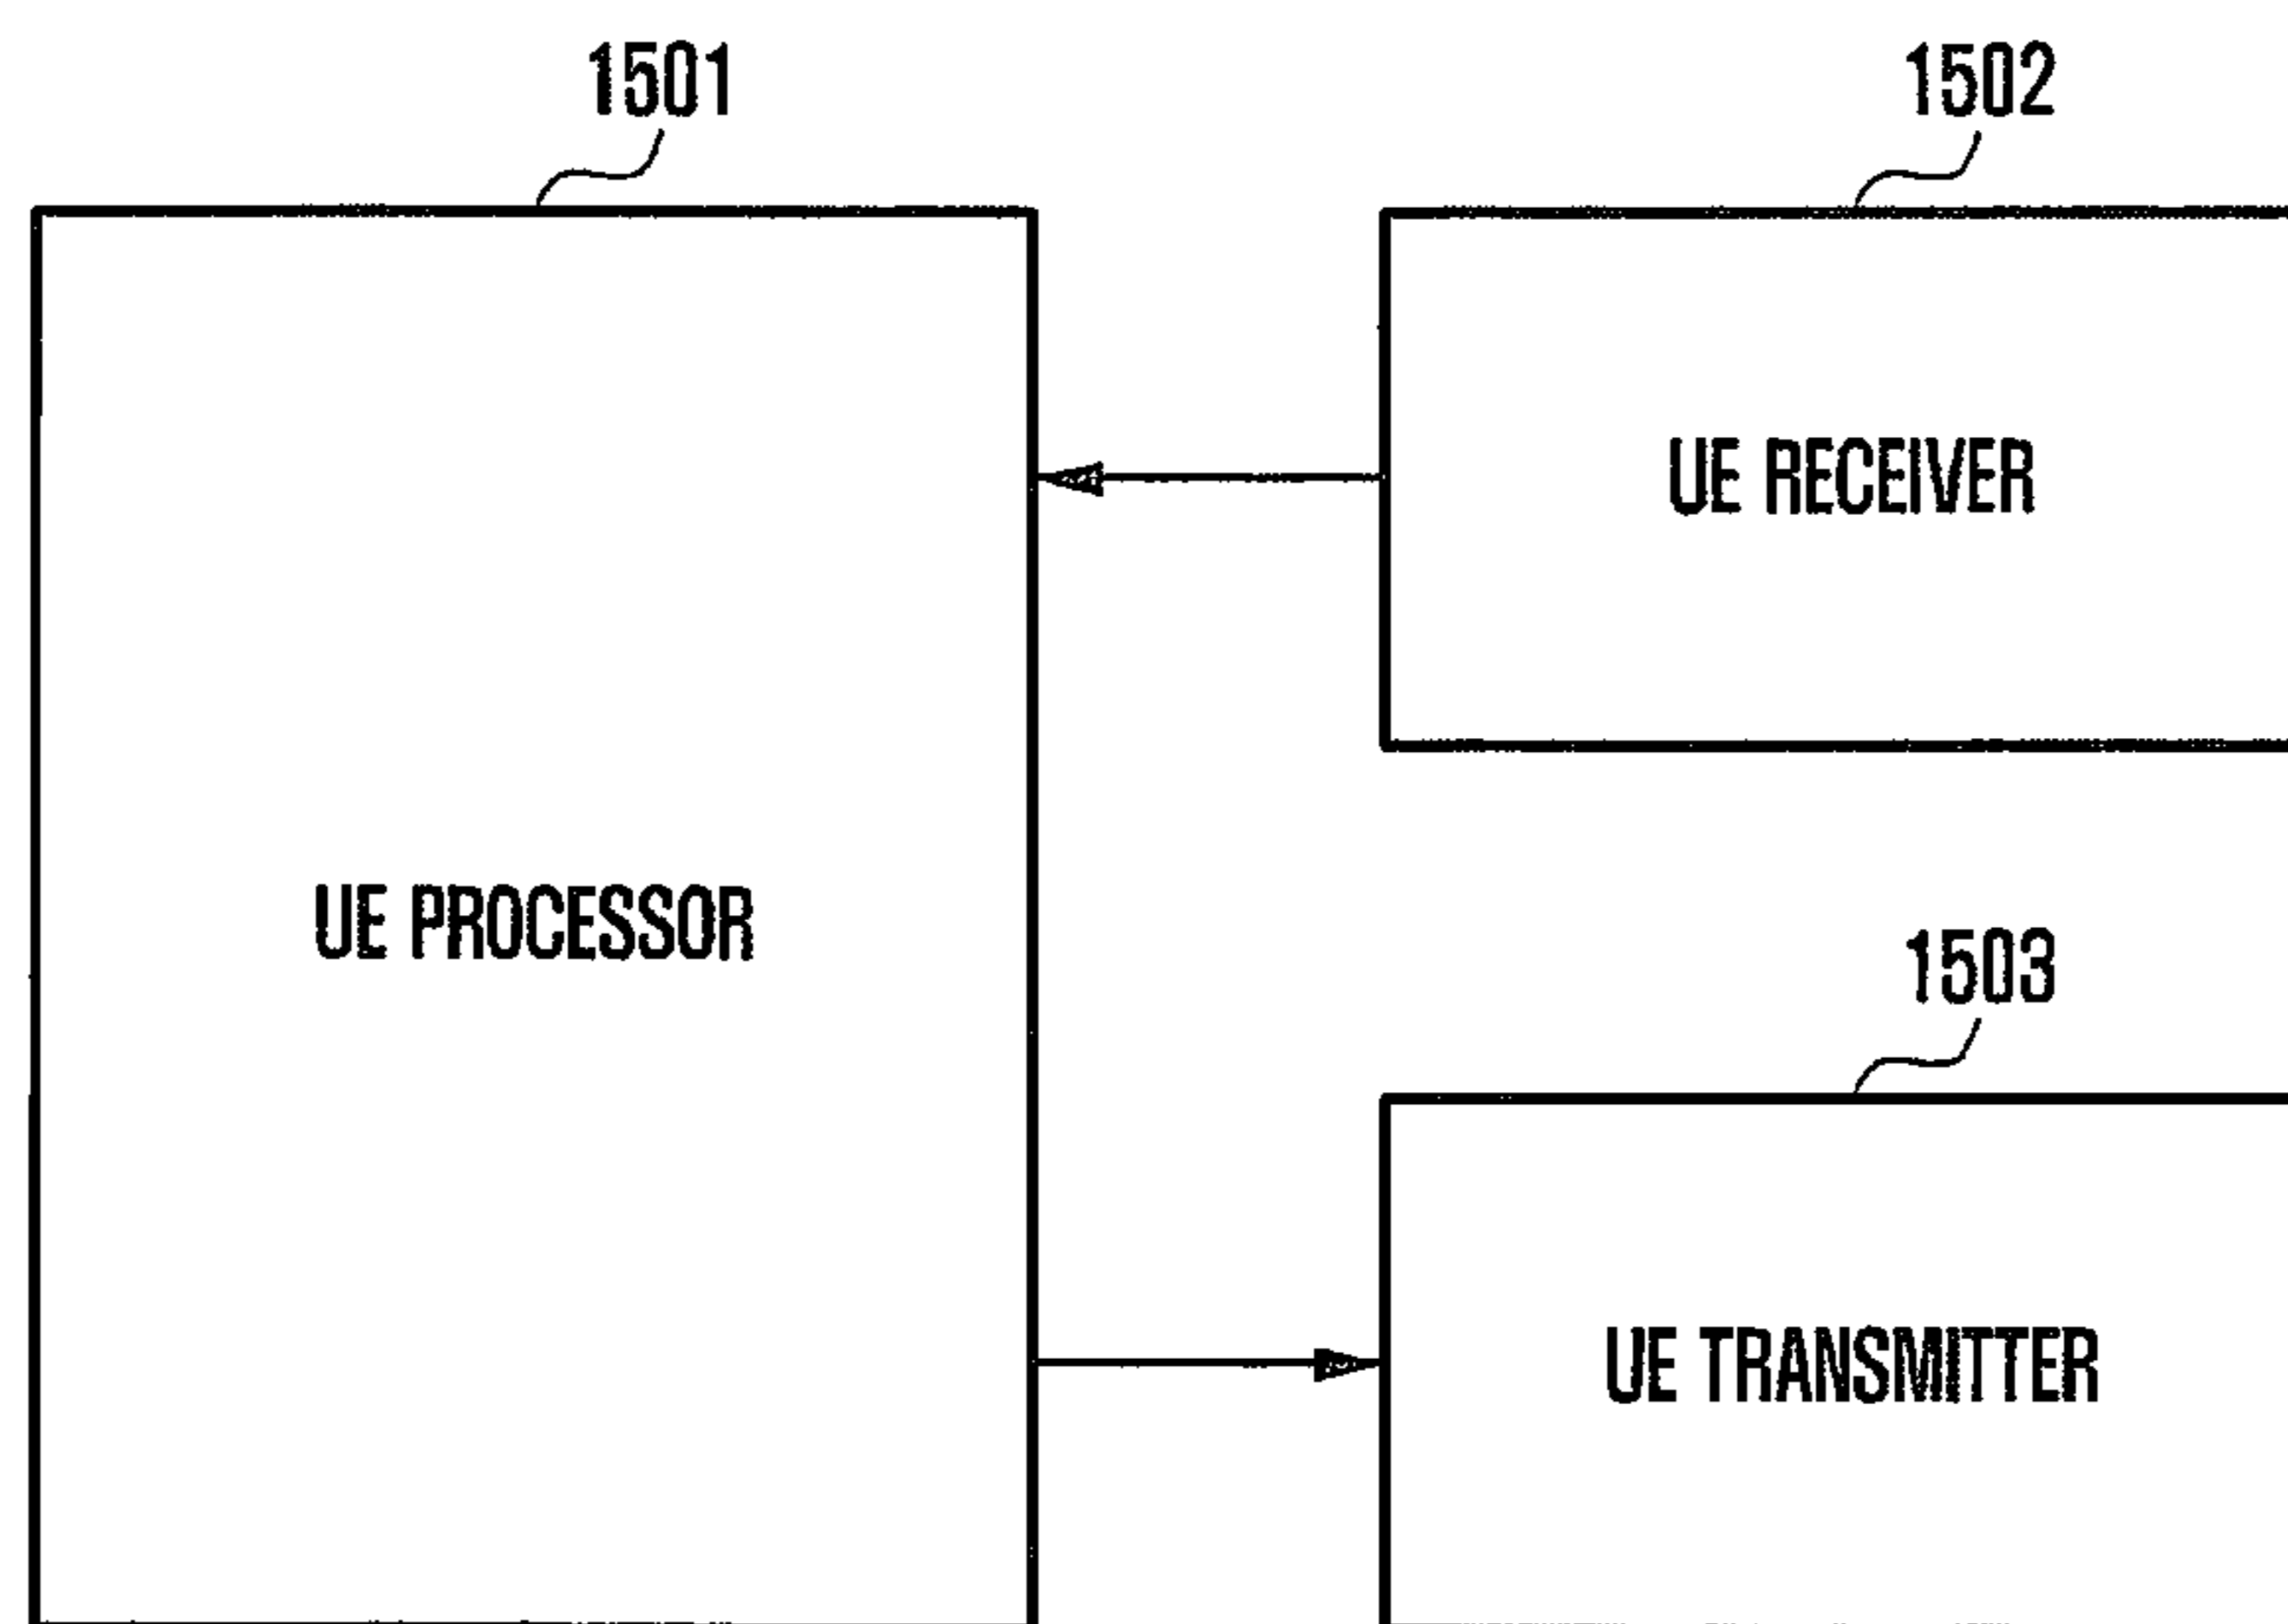 1501
1502
UE RECEIVER
UE PROCESSOR
1503
UE TRANSMITTER